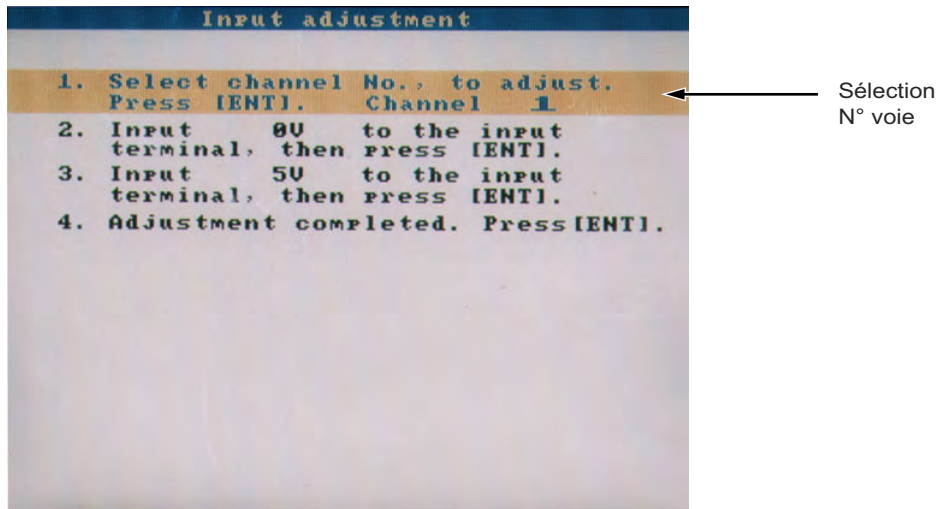 Input adjustment
1. Select channel No., to adjust.
Press [ENT]. Channel 1
2. Input 0V to the input
terminal, then press [ENT].
3. Input 5V to the input
terminal, then press [ENT].
4. Adjustment completed. Press[ENT].
Sélection
N° voie